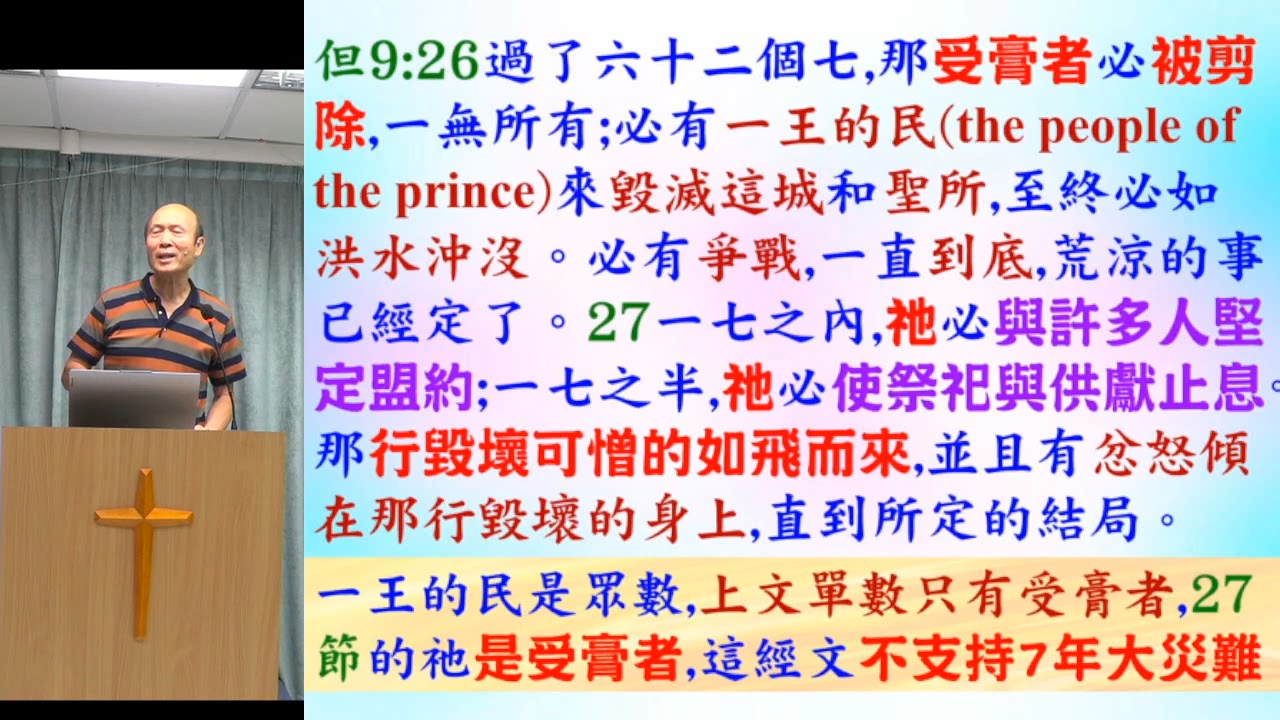 但9:26過了六十二個七,那受膏者必被剪
除,一無所有;必有一王的民(the people of
the prince)來毀滅這城和聖所,至終必如
洪水沖沒。必有爭戰,一直到底,荒涼的事
已經定了。27一七之內,祂必與許多人堅
定盟約;一七之半,祂必使祭祀與供獻止息。
那行毀壞可憎的如飛而來,並且有忿怒傾
在那行毀壞的身上,直到所定的結局。
一王的民是眾數,上文單數只有受膏者,27
節的祂是受膏者,這經文不支持7年大災難